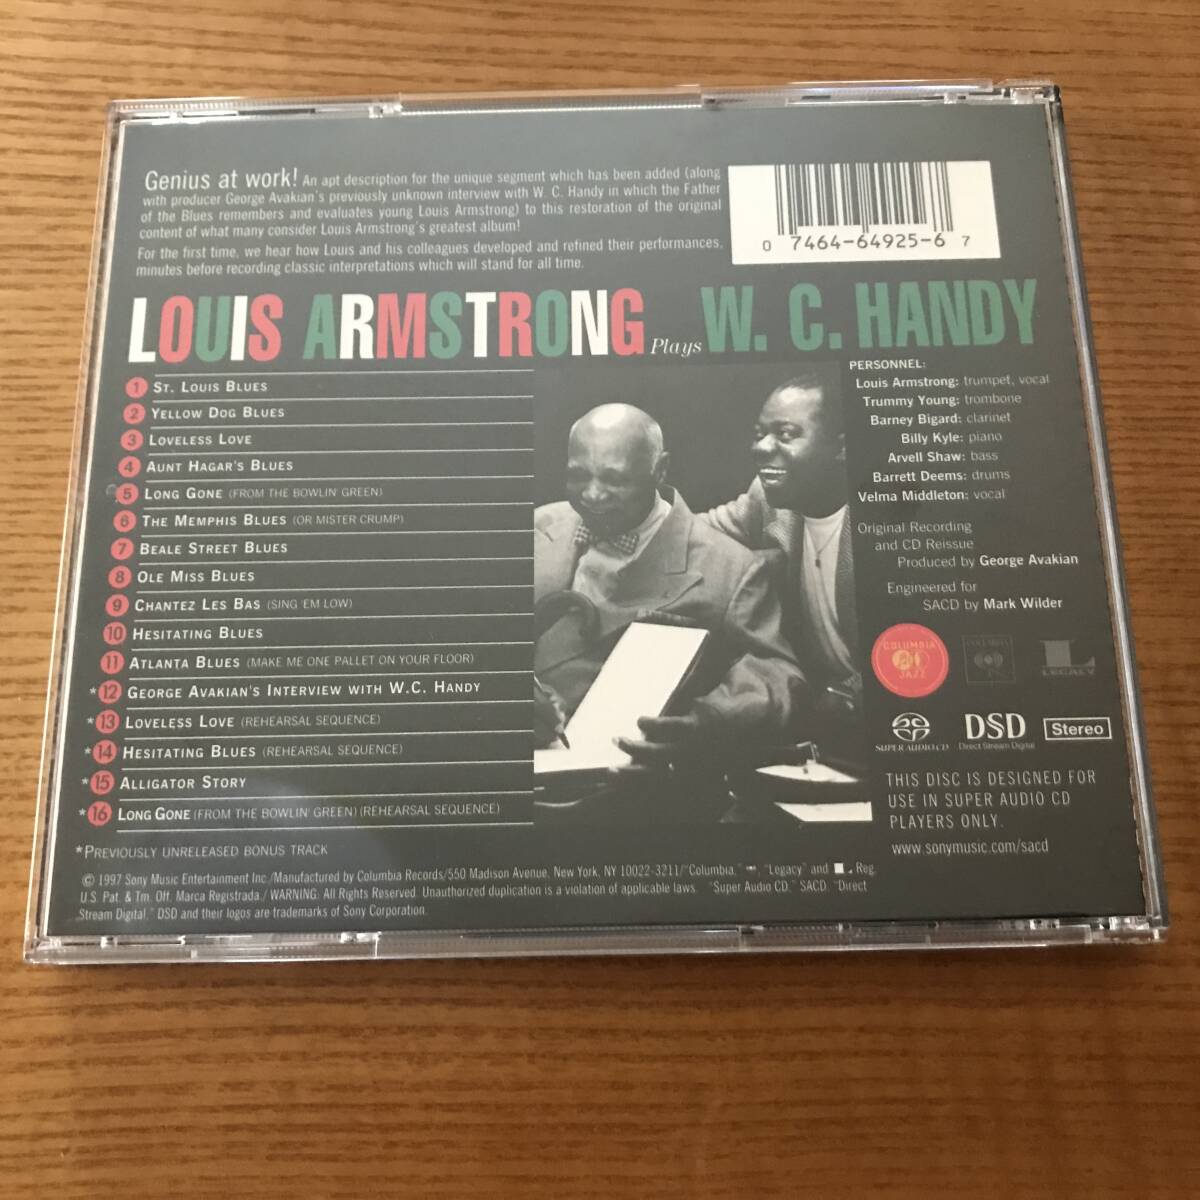 Genius at work! An apt description for the unique segment which has been added (along
with producer George Avakian's previously unknown interview with W. C. Handy in which the Father
of the Blues remembers and evaluates young Louis Armstrong) to this restoration of the original
content of what many consider Louis Armstrong's greatest album!
For the first time, we hear how Louis and his colleagues developed and refined their performances,
minutes before recording classic interpretations which will stand for all time.
0 7464-64925-6 7
LOUIS ARMSTRONG Plays W. C. HANDY
1 ST. LOUIS BLUES
2 YELLOW DOG BLUES
3 LOVELESS LOVE
4 AUNT HAGAR'S BLUES
5 LONG GONE (FROM THE BOWLIN' GREEN)
6 THE MEMPHIS BLUES (OR MISTER CRUMP)
7 BEALE STREET BLUES
8 OLE MISS BLUES
9 CHANTEZ LES BAS (SING 'EM LOW)
10 HESITATING BLUES
11 ATLANTA BLUES (MAKE ME ONE PALLET ON YOUR FLOOR)
*12 GEORGE AVAKIAN'S INTERVIEW WITH W.C. HANDY
*13 LOVELESS LOVE (REHEARSAL SEQUENCE)
*14 HESITATING BLUES (REHEARSAL SEQUENCE)
*15 ALLIGATOR STORY
*16 LONG GONE (FROM THE BOWLIN' GREEN) (REHEARSAL SEQUENCE)
*PREVIOUSLY UNRELEASED BONUS TRACK
PERSONNEL:
Louis Armstrong: trumpet, vocal
Trummy Young: trombone
Barney Bigard: clarinet
Billy Kyle: piano
Arvell Shaw: bass
Barrett Deems: drums
Velma Middleton: vocal
Original Recording
and CD Reissue
Produced by George Avakian
Engineered for
SACD by Mark Wilder
COLUMBIA
JAZZ
COLUMBIA
LEGACY
SUPER AUDIO CD
DSD
Direct Stream Digital
Stereo
THIS DISC IS DESIGNED FOR
USE IN SUPER AUDIO CD
PLAYERS ONLY.
www.sonymusic.com/sacd
© 1997 Sony Music Entertainment Inc./Manufactured by Columbia Records/550 Madison Avenue, New York, NY 10022-3211/"Columbia," "Legacy" and Reg.
U.S. Pat. & Tm. Off. Marca Registrada./ WARNING: All Rights Reserved. Unauthorized duplication is a violation of applicable laws. "Super Audio CD," SACD, "Direct
Stream Digital," DSD and their logos are trademarks of Sony Corporation.